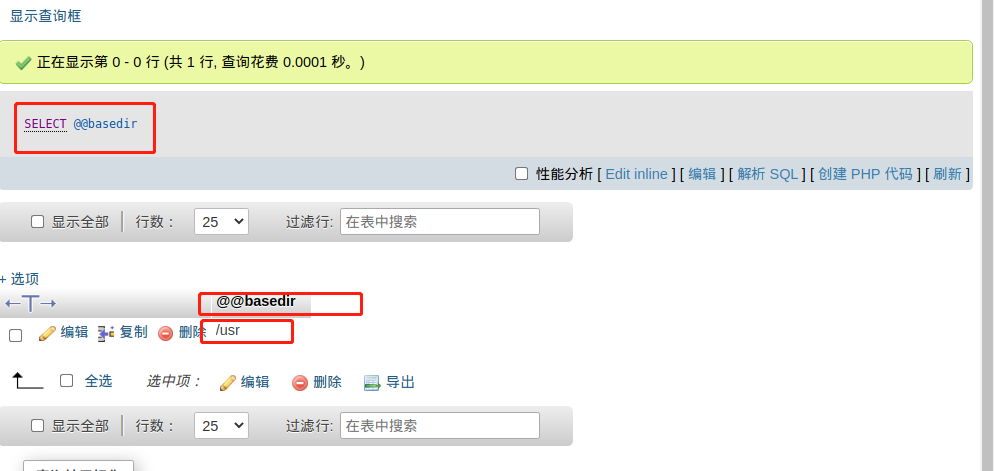 显示查询框
正在显示第 0 - 0 行 (共 1 行, 查询花费 0.0001 秒。)
SELECT @@basedir
性能分析 [ Edit inline ] [ 编辑 ] [ 解析 SQL ] [ 创建 PHP 代码 ] [ 刷新 ]
显示全部 行数： 25 过滤行: 在表中搜索
+ 选项
←T→ @@basedir
编辑 复制 删除 /usr
全选 选中项： 编辑 删除 导出
显示全部 行数： 25 过滤行: 在表中搜索